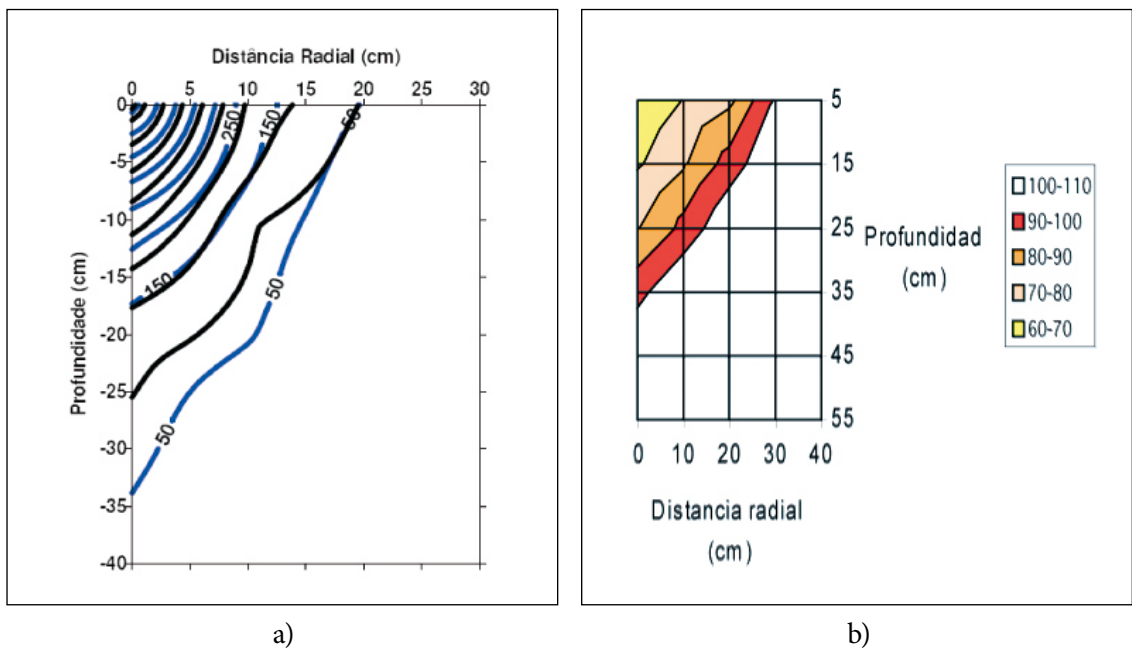 Distância Radial (cm)
0 5 10 15 20 25 30
0
-5
-10
-15
-20
-25
-30
-35
-40
Profundidade (cm)
250
150
50
150
50
50
a)
5
15
25
35
45
55
0 10 20 30 40
Profundidad
(cm)
Distancia radial
(cm)
100-110
90-100
80-90
70-80
60-70
b)